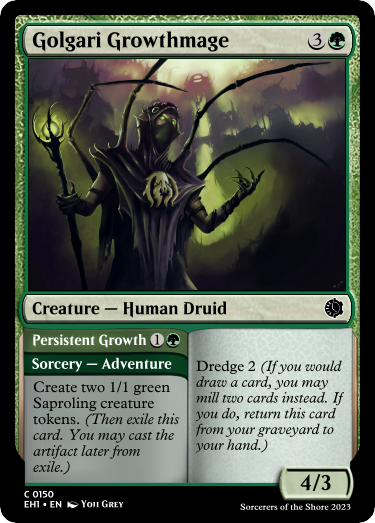 Golgari Growthmage 3
Creature — Human Druid
Persistent Growth 1
Sorcery — Adventure
Create two 1/1 green
Saproling creature
tokens. (Then exile this
card. You may cast the
artifact later from
exile.)
Dredge 2 (If you would
draw a card, you may
mill two cards instead. If
you do, return this card
from your graveyard to
your hand.)
4/3
C 0150
EH1 • EN Yoji Grey
Sorcerers of the Shore 2023